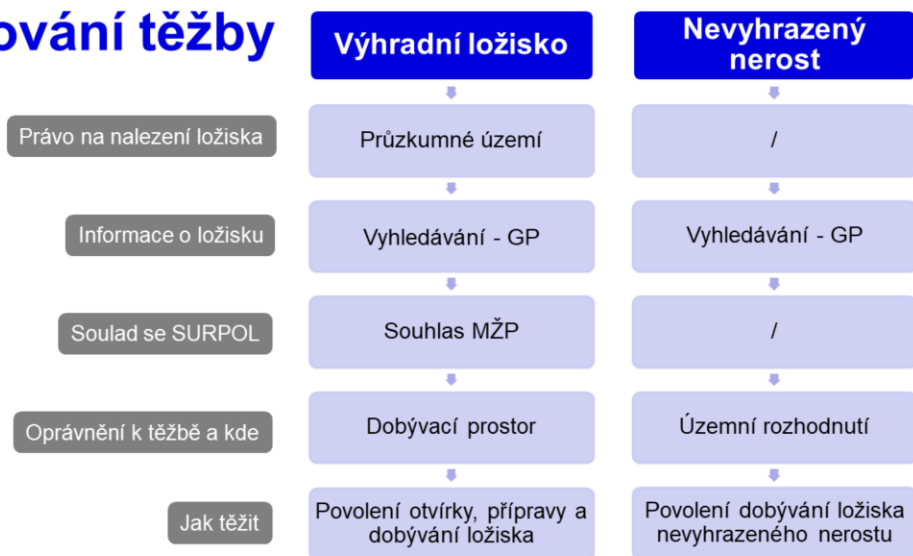 ování těžby
Výhradní ložisko
Nevyhrazený
nerost
Právo na nalezení ložiska
Průzkumné území
/
Informace o ložisku
Vyhledávání - GP
Vyhledávání - GP
Soulad se SURPOL
Souhlas MŽP
/
Oprávnění k těžbě a kde
Dobývací prostor
Územní rozhodnutí
Jak těžit
Povolení otvírky, přípravy a
dobývání ložiska
Povolení dobývání ložiska
nevyhrazeného nerostu